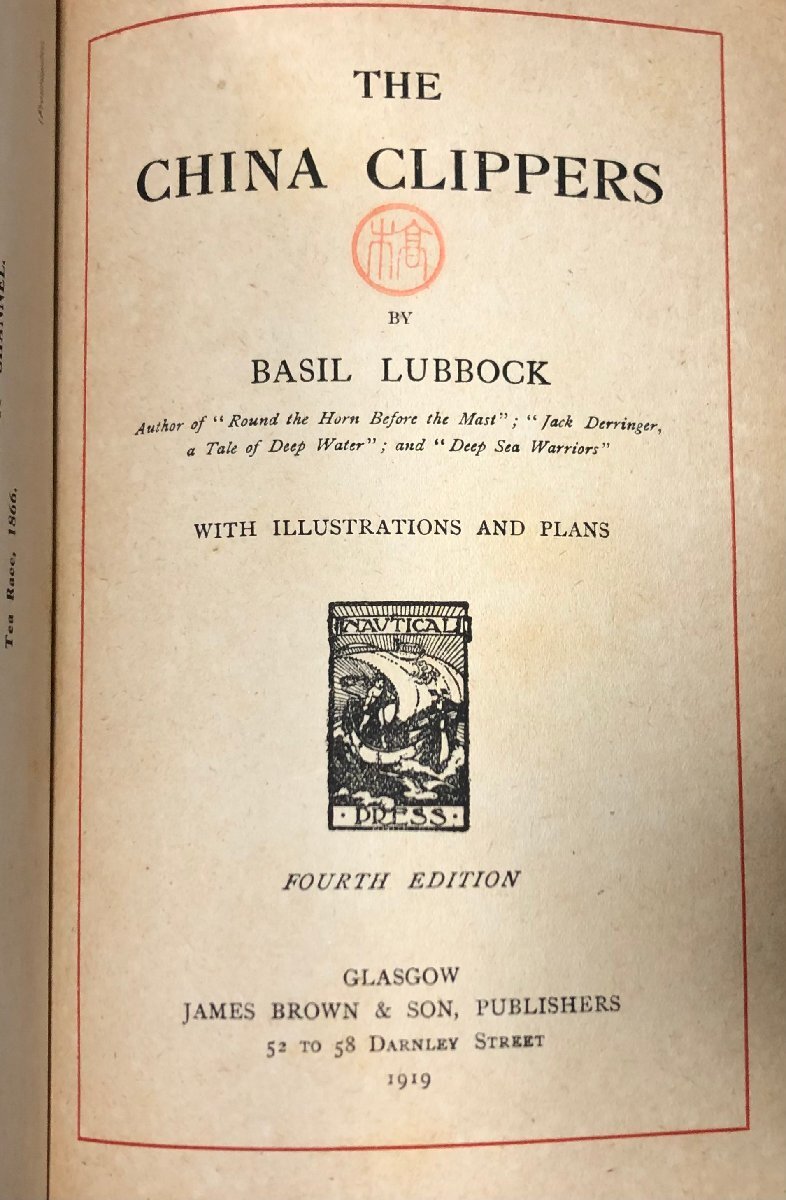 THE
CHINA CLIPPERS
BY
BASIL LUBBOCK
Author of "Round the Horn Before the Mast"; "Jack Derringer,
a Tale of Deep Water"; and "Deep Sea Warriors"
WITH ILLUSTRATIONS AND PLANS
NAUTICAL
· PRESS ·
FOURTH EDITION
GLASGOW
JAMES BROWN & SON, PUBLISHERS
52 TO 58 DARNLEY STREET
1919
Tea Race, 1866.